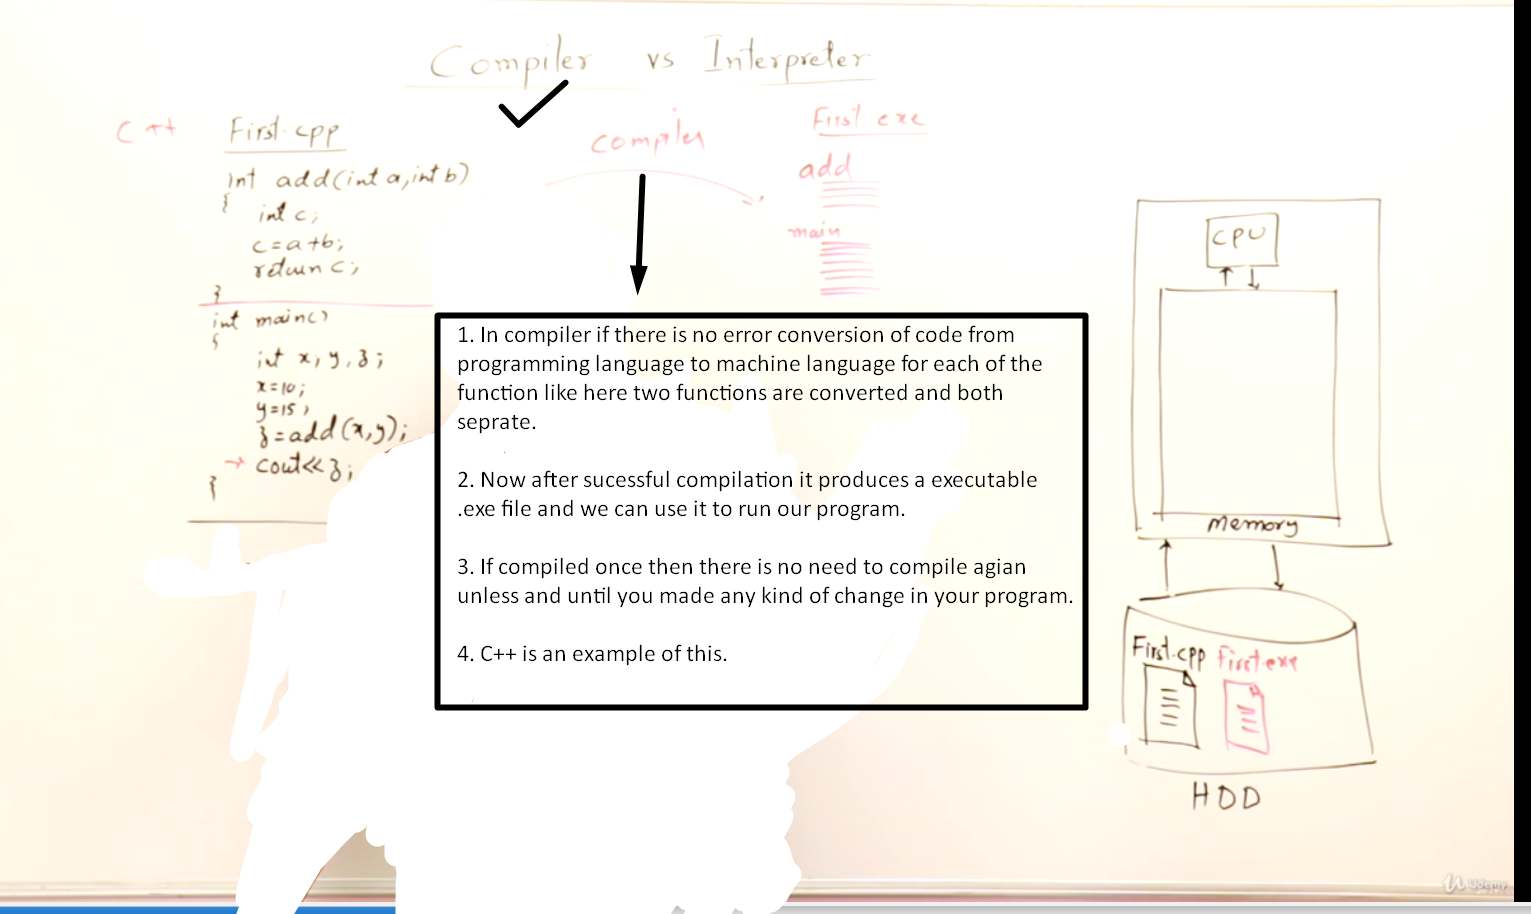 Compiler vs Interpreter
C++
First.cpp
compiler
First exe
int add(int a,int b)
{
int c;
c=a+b;
return c;
}
int main()
{
int x, y, z;
x=10;
y=15;
z=add(x,y);
→ cout<<z;
}
add
main
1. In compiler if there is no error conversion of code from
programming language to machine language for each of the
function like here two functions are converted and both
seprate.
2. Now after sucessful compilation it produces a executable
.exe file and we can use it to run our program.
3. If compiled once then there is no need to compile agian
unless and until you made any kind of change in your program.
4. C++ is an example of this.
CPU
memory
First.cpp First.exe
HDD
Udemy